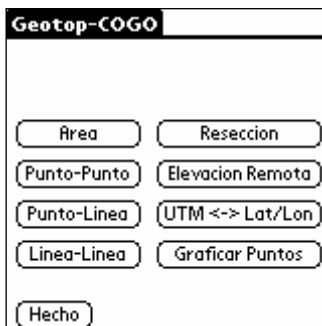 Geotop-COGO
Area
Reseccion
Punto-Punto
Elevacion Remota
Punto-Linea
UTM <-> Lat/Lon
Linea-Linea
Graficar Puntos
Hecho